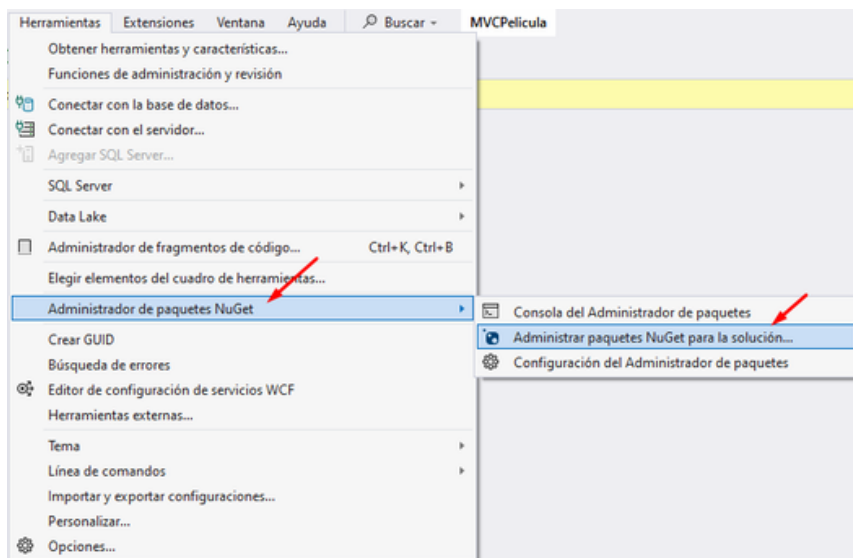 Herramientas Extensiones Ventana Ayuda Buscar MVCPelicula
Obtener herramientas y características...
Funciones de administración y revisión
Conectar con la base de datos...
Conectar con el servidor...
Agregar SQL Server...
SQL Server
Data Lake
Administrador de fragmentos de código... Ctrl+K, Ctrl+B
Elegir elementos del cuadro de herramientas...
Administrador de paquetes NuGet
Consola del Administrador de paquetes
Administrar paquetes NuGet para la solución...
Configuración del Administrador de paquetes
Crear GUID
Búsqueda de errores
Editor de configuración de servicios WCF
Herramientas externas...
Tema
Línea de comandos
Importar y exportar configuraciones...
Personalizar...
Opciones...